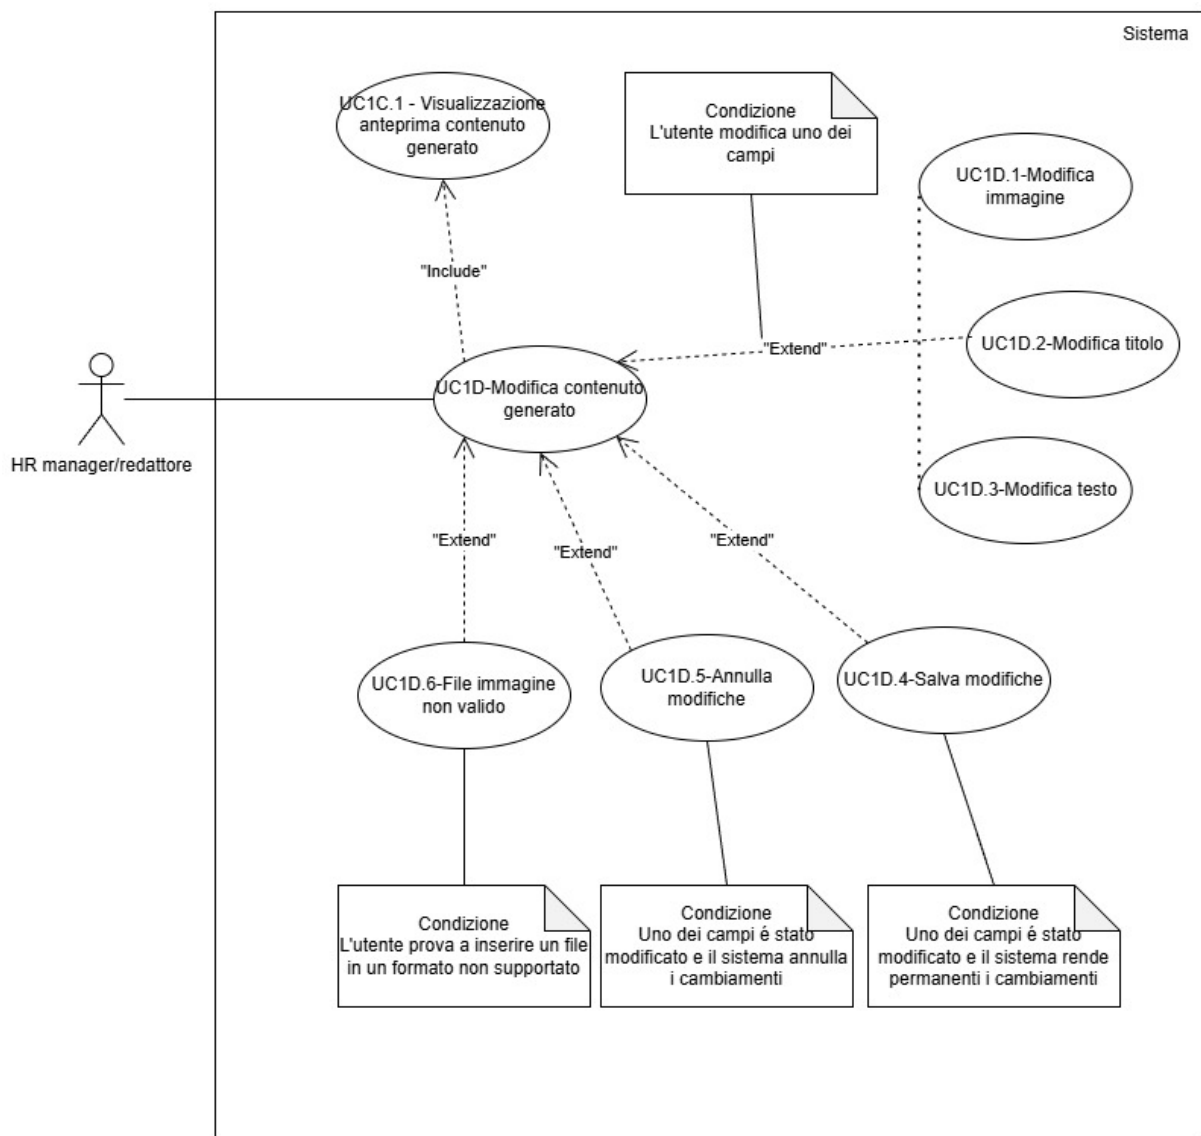 Sistema
UC1C.1 - Visualizzazione
anteprima contenuto
generato
Condizione
L'utente modifica uno dei
campi
UC1D.1-Modifica
immagine
"Include"
UC1D.2-Modifica titolo
"Extend"
UC1D-Modifica contenuto
generato
HR manager/redattore
UC1D.3-Modifica testo
"Extend"
"Extend"
"Extend"
UC1D.6-File immagine
non valido
UC1D.5-Annulla
modifiche
UC1D.4-Salva modifiche
Condizione
L'utente prova a inserire un file
in un formato non supportato
Condizione
Uno dei campi é stato
modificato e il sistema annulla
i cambiamenti
Condizione
Uno dei campi é stato
modificato e il sistema rende
permanenti i cambiamenti